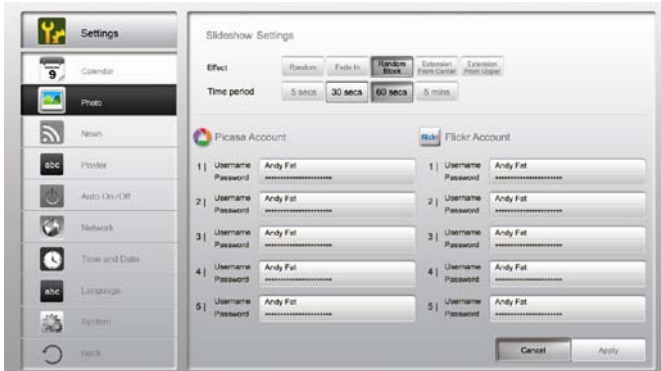 Settings
9
Calendar
Photo
News
abc
Poster
Auto On/Off
Network
Time and Date
abc
Language
System
Back
Slideshow Settings
Effect Random Fade In Random Block Extension From Center Extension From Upper
Time period 5 secs 30 secs 60 secs 5 mins
Picasa Account
1| Username Andy Fat
Password ••••••••••••••••••••••
2| Username Andy Fat
Password ••••••••••••••••••••••
3| Username Andy Fat
Password ••••••••••••••••••••••
4| Username Andy Fat
Password ••••••••••••••••••••••
5| Username Andy Fat
Password ••••••••••••••••••••••
flickr Flickr Account
1| Username Andy Fat
Password ••••••••••••••••••••••
2| Username Andy Fat
Password ••••••••••••••••••••••
3| Username Andy Fat
Password ••••••••••••••••••••••
4| Username Andy Fat
Password ••••••••••••••••••••••
5| Username Andy Fat
Password ••••••••••••••••••••••
Cancel Apply